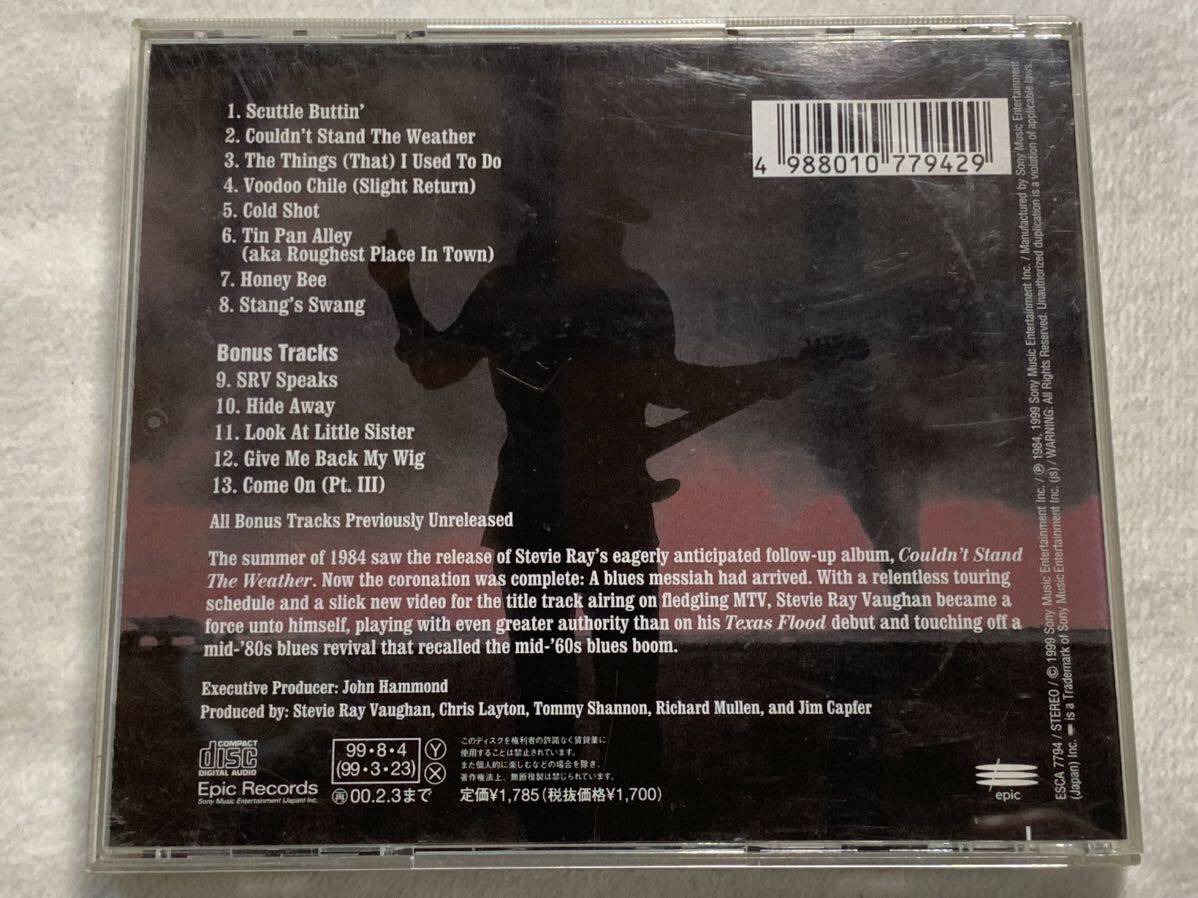 1. Scuttle Buttin'
2. Couldn't Stand The Weather
3. The Things (That) I Used To Do
4. Voodoo Chile (Slight Return)
5. Cold Shot
6. Tin Pan Alley
(aka Roughest Place In Town)
7. Honey Bee
8. Stang's Swang
Bonus Tracks
9. SRV Speaks
10. Hide Away
11. Look At Little Sister
12. Give Me Back My Wig
13. Come On (Pt. III)
All Bonus Tracks Previously Unreleased
The summer of 1984 saw the release of Stevie Ray's eagerly anticipated follow-up album, Couldn't Stand
The Weather. Now the coronation was complete: A blues messiah had arrived. With a relentless touring
schedule and a slick new video for the title track airing on fledgling MTV, Stevie Ray Vaughan became a
force unto himself, playing with even greater authority than on his Texas Flood debut and touching off a
mid-'80s blues revival that recalled the mid-'60s blues boom.
Executive Producer: John Hammond
Produced by: Stevie Ray Vaughan, Chris Layton, Tommy Shannon, Richard Mullen, and Jim Capfer
COMPACT
disc
DIGITAL AUDIO
Epic Records
Sony Music Entertainment (Japan) Inc.
99・8・4 Ⓨ
(99・3・23) Ⓧ
㊢00.2.3まで
このディスクを権利者の許諾なく賃貸業に
使用することは禁止されています。
また個人的に楽しむなどの場合を除き、
著作権法上、無断複製は禁じられています。
定価¥1,785(税抜価格¥1,700)
epic
4 988010 779429
ESCA 7794 / STEREO / © 1999 Sony Music Entertainment Inc. / ℗ 1984, 1999 Sony Music Entertainment Inc. / Manufactured by Sony Music Entertainment
(Japan) Inc. is a Trademark of Sony Music Entertainment Inc. (js) / WARNING: All Rights Reserved. Unauthorized duplication is a violation of applicable laws.